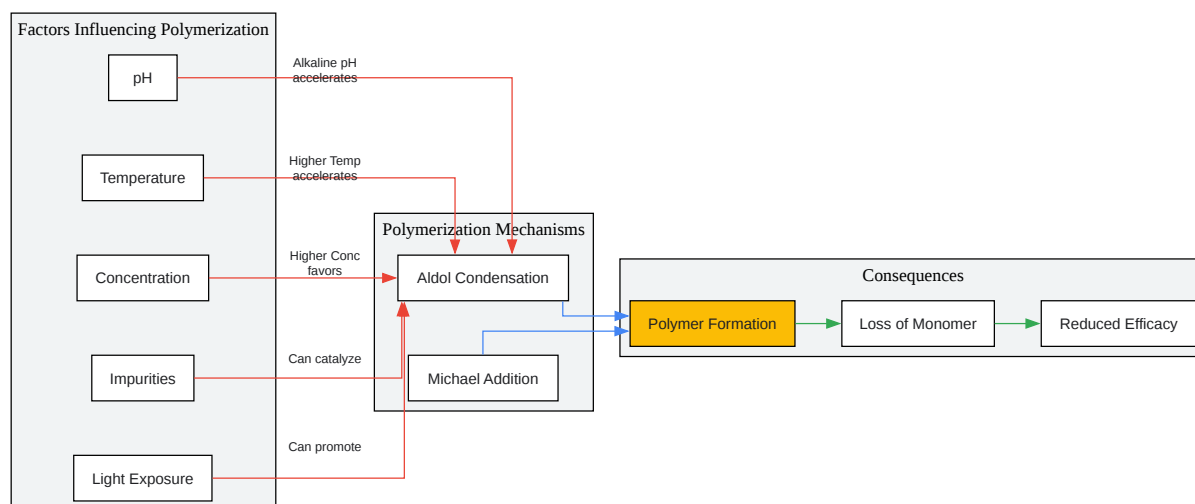 Factors Influencing Polymerization
pH
Alkaline pH
accelerates
Temperature
Higher Temp
accelerates
Concentration
Higher Conc
favors
Impurities
Can catalyze
Light Exposure
Can promote
Polymerization Mechanisms
Aldol Condensation
Michael Addition
Consequences
Polymer Formation
Loss of Monomer
Reduced Efficacy